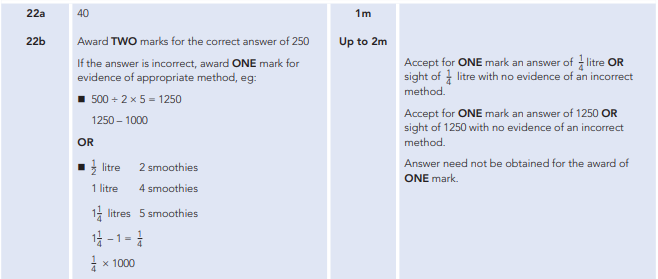 22a 40 1m
22b Award TWO marks for the correct answer of 250 Up to 2m
If the answer is incorrect, award ONE mark for
evidence of appropriate method, eg:
■ 500 ÷ 2 × 5 = 1250
1250 – 1000
OR
■ 1/2 litre 2 smoothies
1 litre 4 smoothies
1 1/4 litres 5 smoothies
1 1/4 – 1 = 1/4
1/4 × 1000
Accept for ONE mark an answer of 1/4 litre OR
sight of 1/4 litre with no evidence of an incorrect
method.
Accept for ONE mark an answer of 1250 OR
sight of 1250 with no evidence of an incorrect
method.
Answer need not be obtained for the award of
ONE mark.